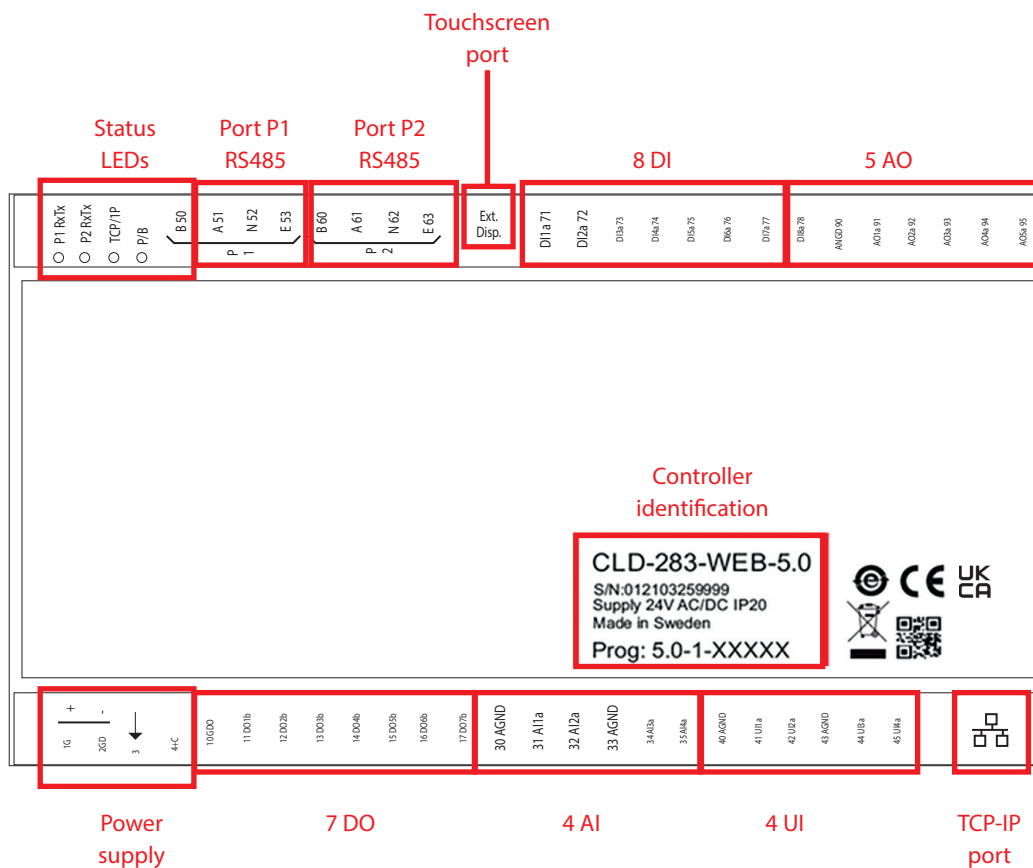 Touchscreen
port
Status
LEDs
Port P1
RS485
Port P2
RS485
8 DI
5 AO
P1 RxTx
P2 RxTx
TCP/1P
P/B
B 50
A 51
N 52
E 53
P 1
B 60
A 61
N 62
E 63
P 2
Ext.
Disp.
DI1a 71
DI2a 72
DI3a 73
DI4a 74
DI5a 75
DI6a 76
DI7a 77
DI8a 78
ANGD 90
AO1a 91
AO2a 92
AO3a 93
AO4a 94
AO5a 95
Controller
identification
CLD-283-WEB-5.0
S/N:012103259999
Supply 24V AC/DC IP20
Made in Sweden
Prog: 5.0-1-XXXXX
e
CE
UK
CA
+
-
1G
2GD
3
4+C
10 GDO
11 DO1b
12 DO2b
13 DO3b
14 DO4b
15 DO5b
16 DO6b
17 DO7b
30 AGND
31 AI1a
32 AI2a
33 AGND
34 AI3a
35 AI4a
40 AGND
41 UI1a
42 UI2a
43 AGND
44 UI3a
45 UI4a
Power
supply
7 DO
4 AI
4 UI
TCP-IP
port